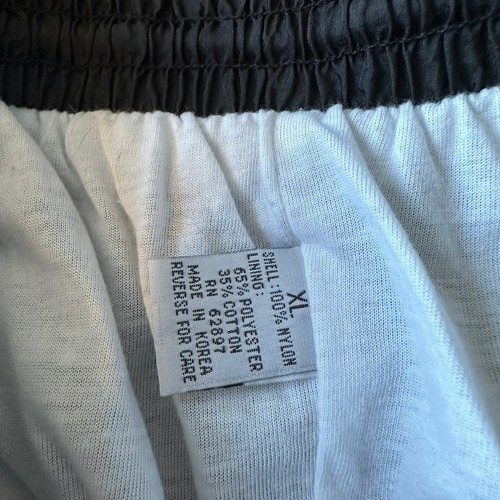 XL
SHELL : 100% NYLON
LINING :
65% POLYESTER
35% COTTON
RN 62897
MADE IN KOREA
REVERSE FOR CARE